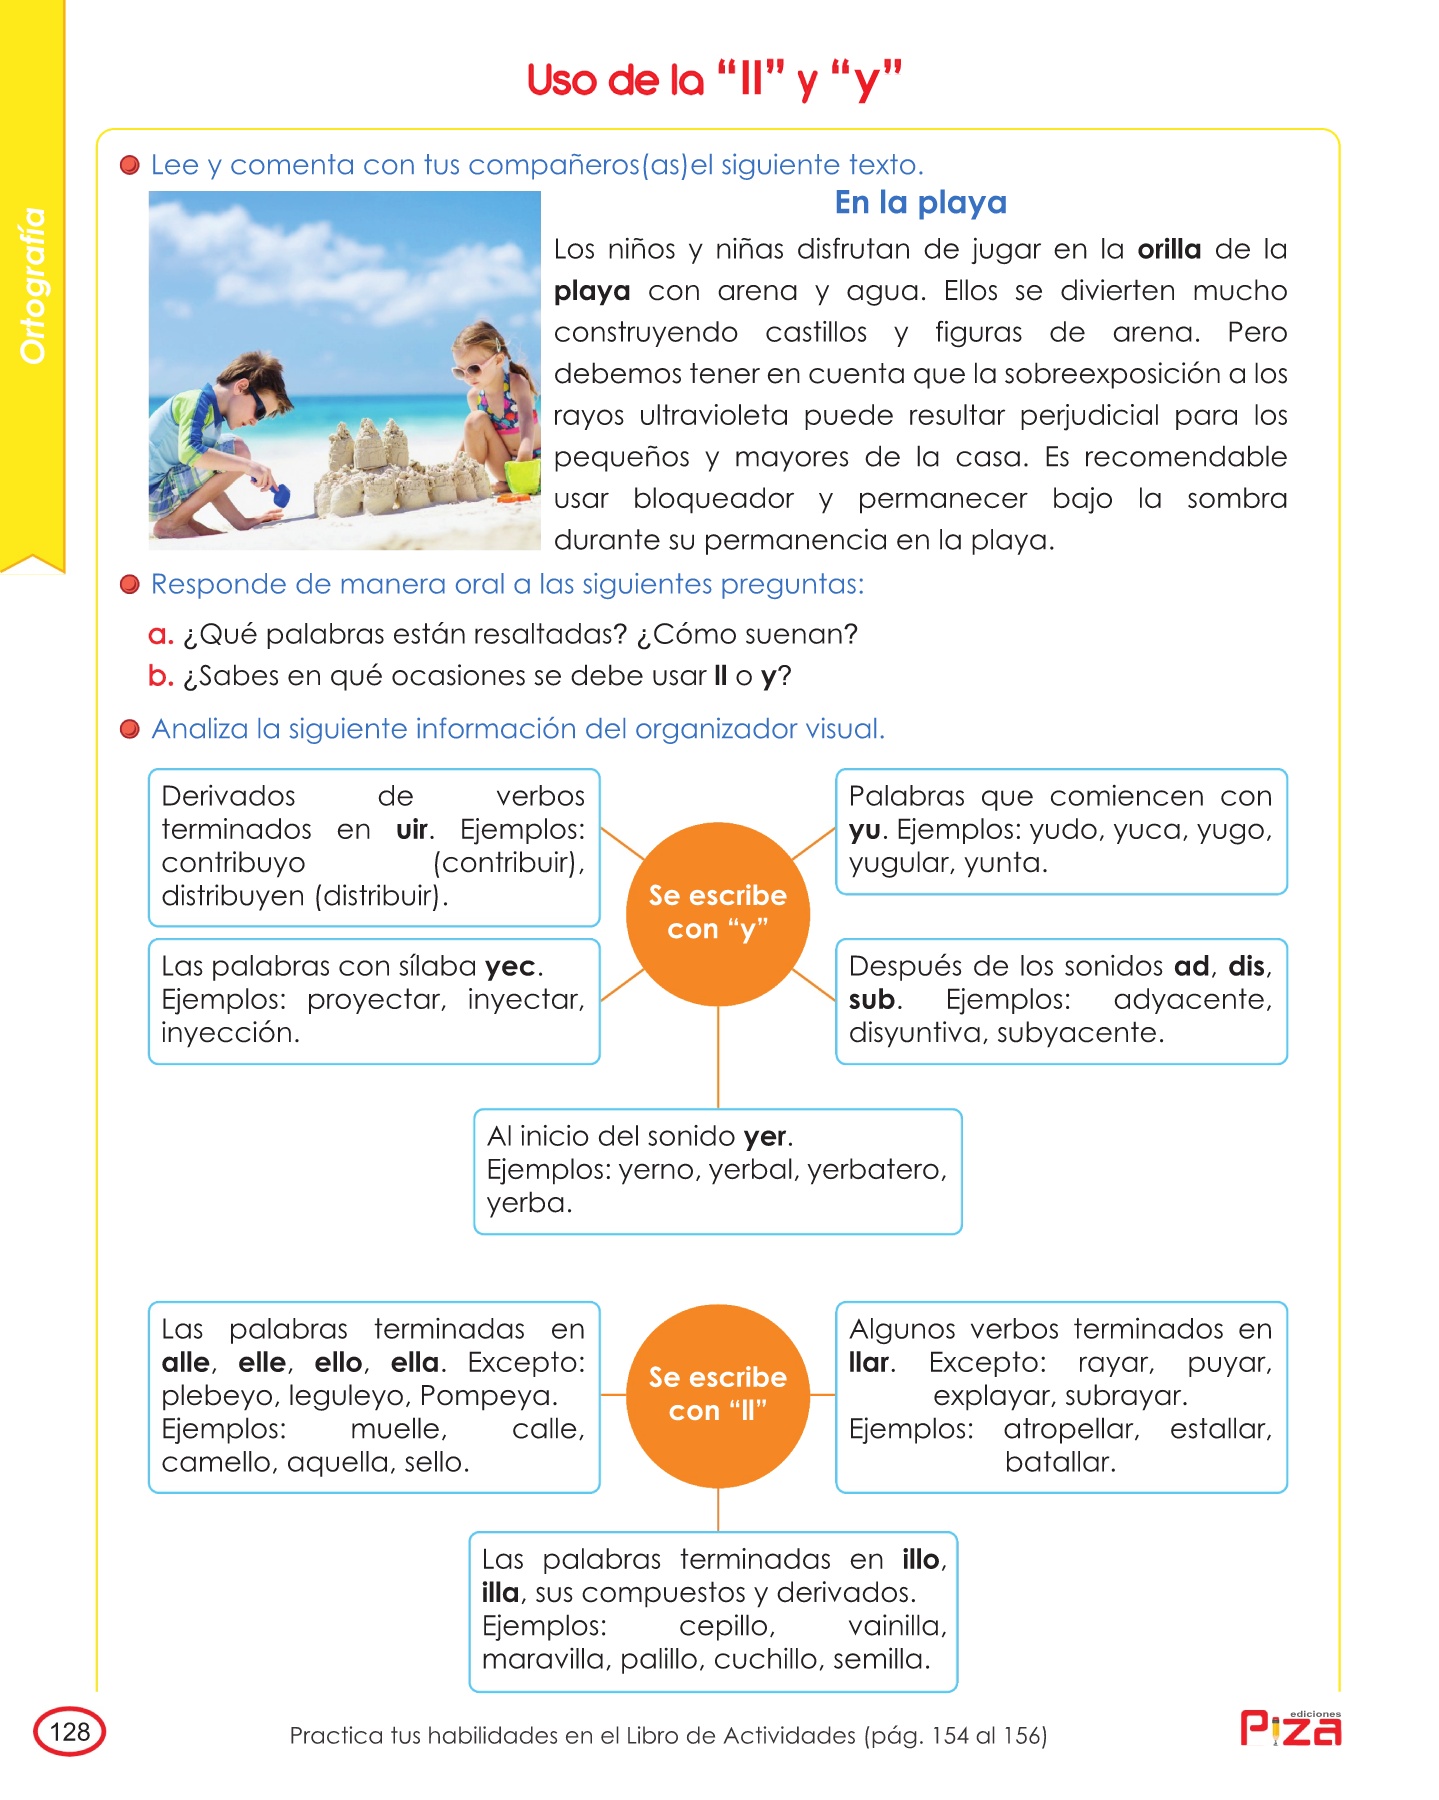 Uso de la “ll” y “y”
Ortografía
Lee y comenta con tus compañeros(as)el siguiente texto.
En la playa
Los niños y niñas disfrutan de jugar en la orilla de la
playa con arena y agua. Ellos se divierten mucho
construyendo castillos y figuras de arena. Pero
debemos tener en cuenta que la sobreexposición a los
rayos ultravioleta puede resultar perjudicial para los
pequeños y mayores de la casa. Es recomendable
usar bloqueador y permanecer bajo la sombra
durante su permanencia en la playa.
Responde de manera oral a las siguientes preguntas:
a. ¿Qué palabras están resaltadas? ¿Cómo suenan?
b. ¿Sabes en qué ocasiones se debe usar ll o y?
Analiza la siguiente información del organizador visual.
Derivados de verbos
terminados en uir. Ejemplos:
contribuyo (contribuir),
distribuyen (distribuir).
Palabras que comiencen con
yu. Ejemplos: yudo, yuca, yugo,
yugular, yunta.
Se escribe
con “y”
Las palabras con sílaba yec.
Ejemplos: proyectar, inyectar,
inyección.
Después de los sonidos ad, dis,
sub. Ejemplos: adyacente,
disyuntiva, subyacente.
Al inicio del sonido yer.
Ejemplos: yerno, yerbal, yerbatero,
yerba.
Las palabras terminadas en
alle, elle, ello, ella. Excepto:
plebeyo, leguleyo, Pompeya.
Ejemplos: muelle, calle,
camello, aquella, sello.
Se escribe
con “ll”
Algunos verbos terminados en
llar. Excepto: rayar, puyar,
explayar, subrayar.
Ejemplos: atropellar, estallar,
batallar.
Las palabras terminadas en illo,
illa, sus compuestos y derivados.
Ejemplos: cepillo, vainilla,
maravilla, palillo, cuchillo, semilla.
128
Practica tus habilidades en el Libro de Actividades (pág. 154 al 156)
ediciones
Piza